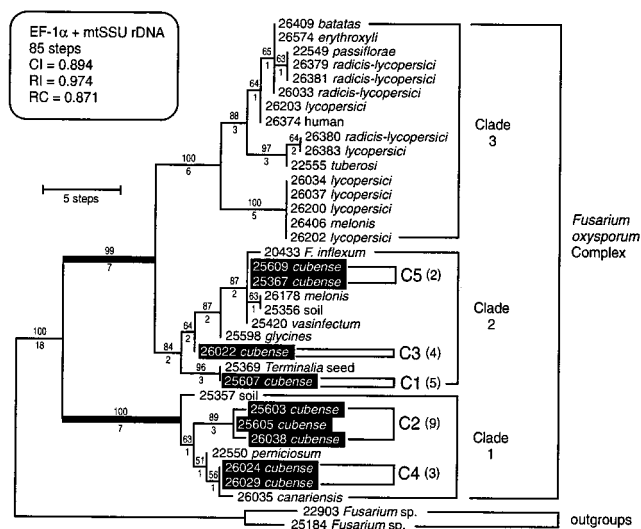 EF-1α + mtSSU rDNA
85 steps
CI = 0.894
RI = 0.974
RC = 0.871
5 steps
26409 batatas
26574 erythroxyli
22549 passiflorae
26379 radicis-lycopersici
26381 radicis-lycopersici
26033 radicis-lycopersici
26203 lycopersici
26374 human
26380 radicis-lycopersici
26383 lycopersici
22555 tuberosi
26034 lycopersici
26037 lycopersici
26200 lycopersici
26406 melonis
26202 lycopersici
20433 F. inflexum
25609 cubense
25367 cubense
26178 melonis
25356 soil
25420 vasinfectum
25598 glycines
26022 cubense
25369 Terminalia seed
25607 cubense
25357 soil
25603 cubense
25605 cubense
26038 cubense
22550 perniciosum
26024 cubense
26029 cubense
26035 canariensis
22903 Fusarium sp.
25184 Fusarium sp.
65
1
63
1
64
1
88
3
64
2
97
3
100
6
100
5
99
7
87
2
63
1
87
2
64
2
84
2
96
3
100
18
100
7
89
3
63
1
51
1
56
1
C5 (2)
C3 (4)
C1 (5)
C2 (9)
C4 (3)
Clade
3
Clade
2
Clade
1
Fusarium
oxysporum
Complex
outgroups